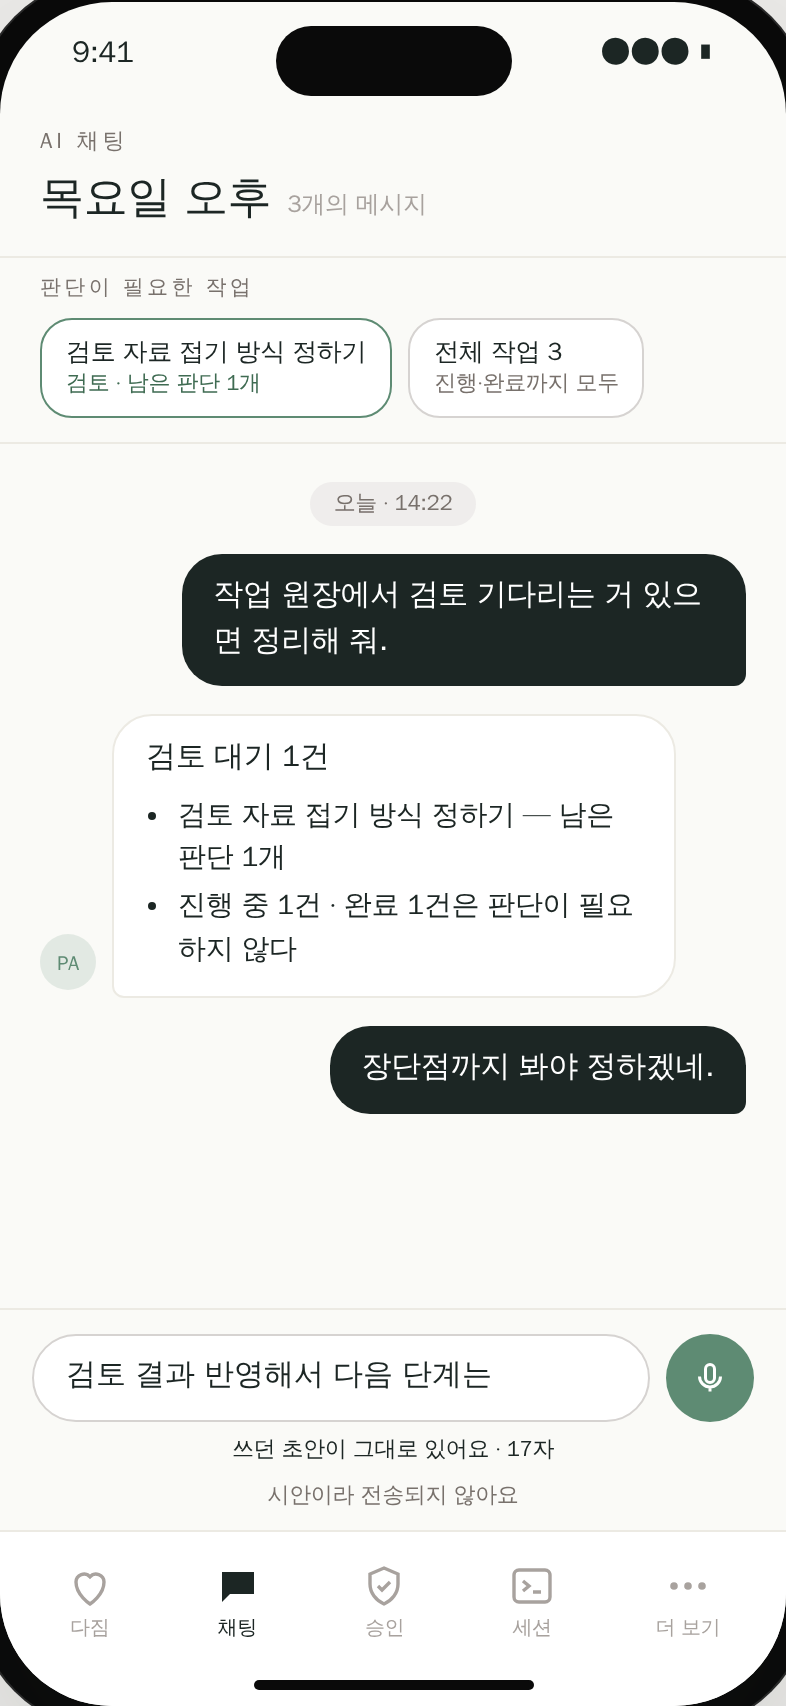 9:41
AI 채팅
목요일 오후 3개의 메시지
판단이 필요한 작업
검토 자료 접기 방식 정하기
검토 · 남은 판단 1개
전체 작업 3
진행·완료까지 모두
오늘 · 14:22
작업 원장에서 검토 기다리는 거 있으
면 정리해 줘.
검토 대기 1건
• 검토 자료 접기 방식 정하기 — 남은
판단 1개
• 진행 중 1건 · 완료 1건은 판단이 필요
하지 않다
PA
장단점까지 봐야 정하겠네.
검토 결과 반영해서 다음 단계는
쓰던 초안이 그대로 있어요 · 17자
시안이라 전송되지 않아요
다짐
채팅
승인
세션
더 보기